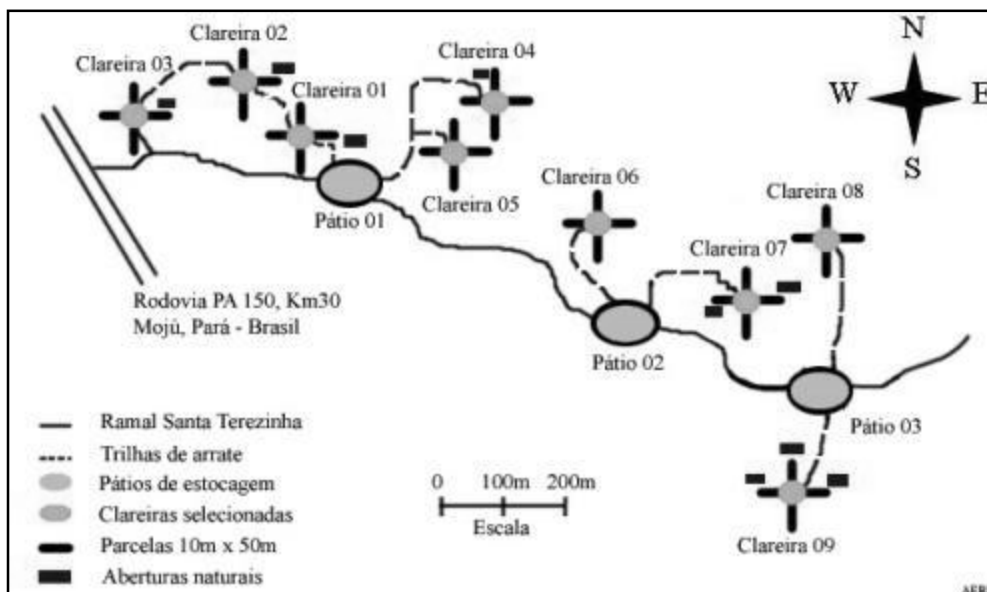 Clareira 02
Clareira 03
Clareira 01
Clareira 04
N
W
E
S
Clareira 05
Pátio 01
Clareira 06
Clareira 08
Clareira 07
Rodovia PA 150, Km30
Mojù, Pará - Brasil
Pátio 02
Pátio 03
Ramal Santa Terezinha
Trilhas de arrate
Pátios de estocagem
Clareiras selecionadas
Parcelas 10m x 50m
Aberturas naturais
0 100m 200m
Escala
Clareira 09